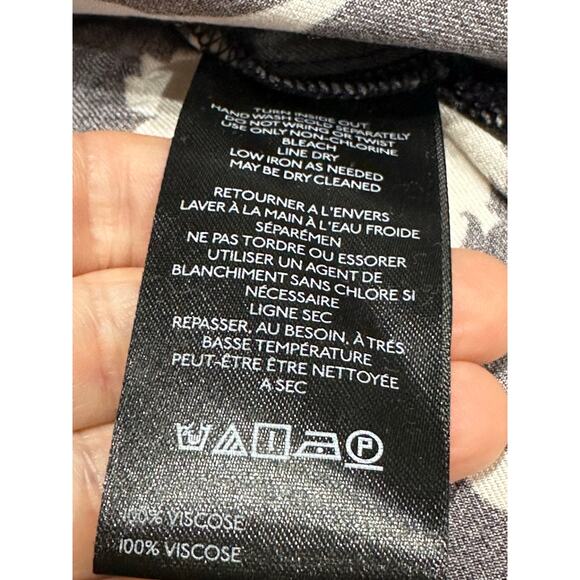 TURN INSIDE OUT
HAND WASH COLD SEPARATELY
DO NOT WRING OR TWIST
USE ONLY NON-CHLORINE
BLEACH
LINE DRY
LOW IRON AS NEEDED
MAY BE DRY CLEANED
RETOURNER A L'ENVERS
LAVER À LA MAIN À L'EAU FROIDE
SÉPARÉMEN
NE PAS TORDRE OU ESSORER
UTILISER UN AGENT DE
BLANCHIMENT SANS CHLORE SI
NÉCESSAIRE
LIGNE SEC
RÉPASSER, AU BESOIN, À TRÈS
BASSE TEMPÉRATURE
PEUT-ÊTRE ÊTRE NETTOYÉE
A SEC
P
100% VISCOSE
100% VISCOSE